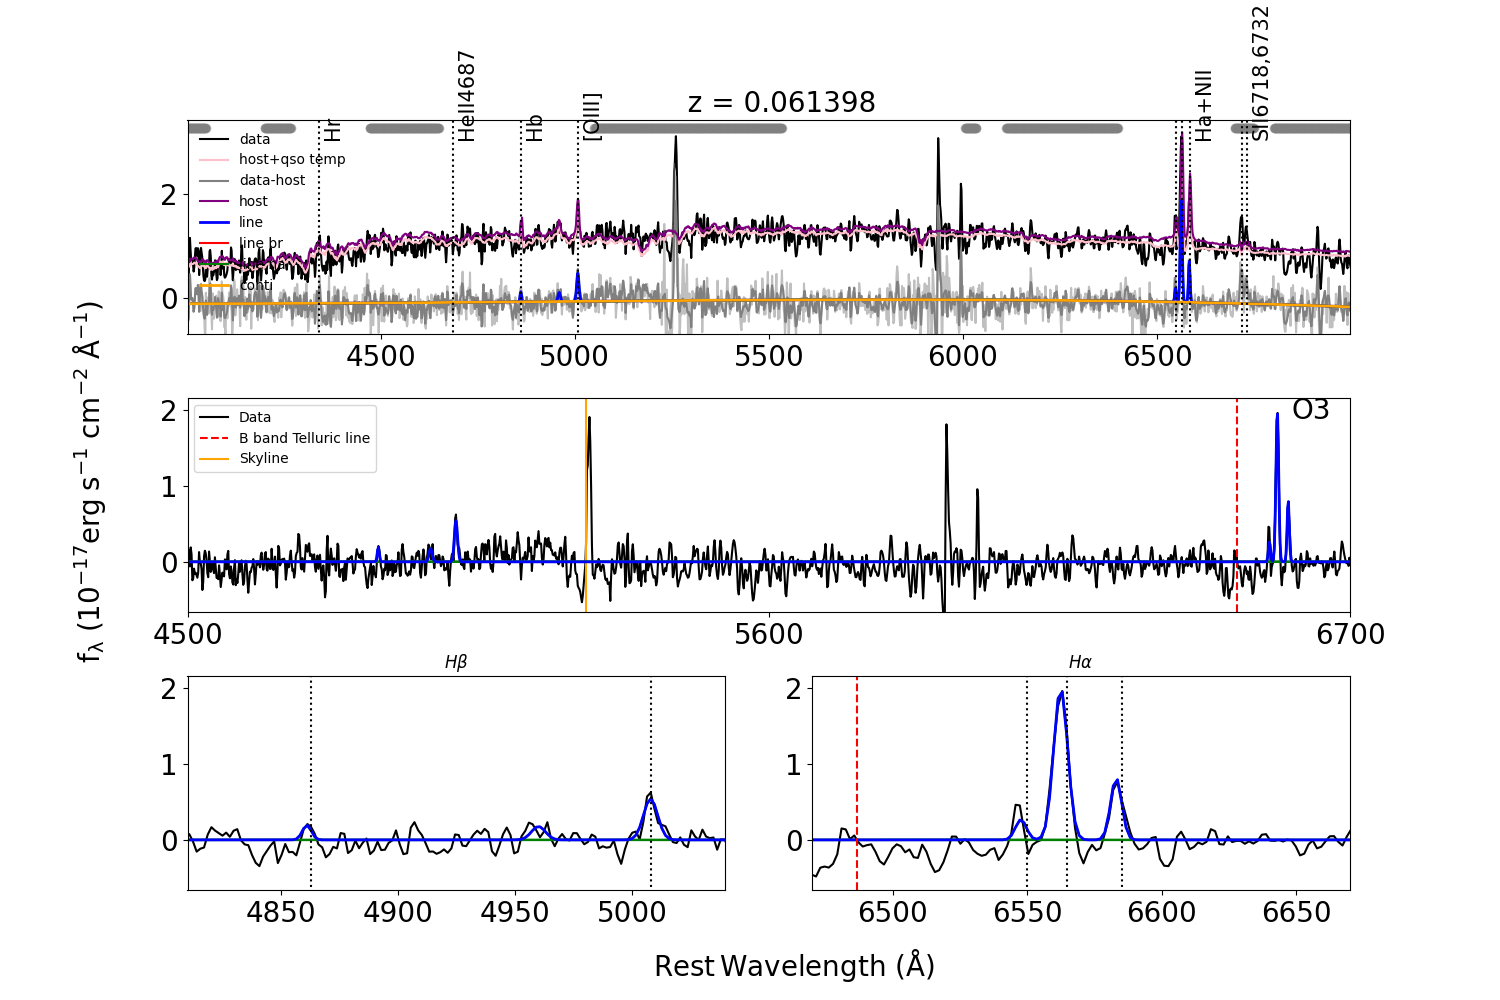 z = 0.061398
Hr
HeII4687
Hb
[OIII]
Ha+NII
SII6718,6732
data
host+qso temp
data-host
host
line
line br
conti
2
0
4500
5000
5500
6000
6500
f_λ (10^−17 erg s^−1 cm^−2 Å^−1)
Data
B band Telluric line
Skyline
O3
2
1
0
4500
5600
6700
Hβ
2
1
0
4850
4900
4950
5000
Hα
2
1
0
6500
6550
6600
6650
Rest Wavelength (Å)